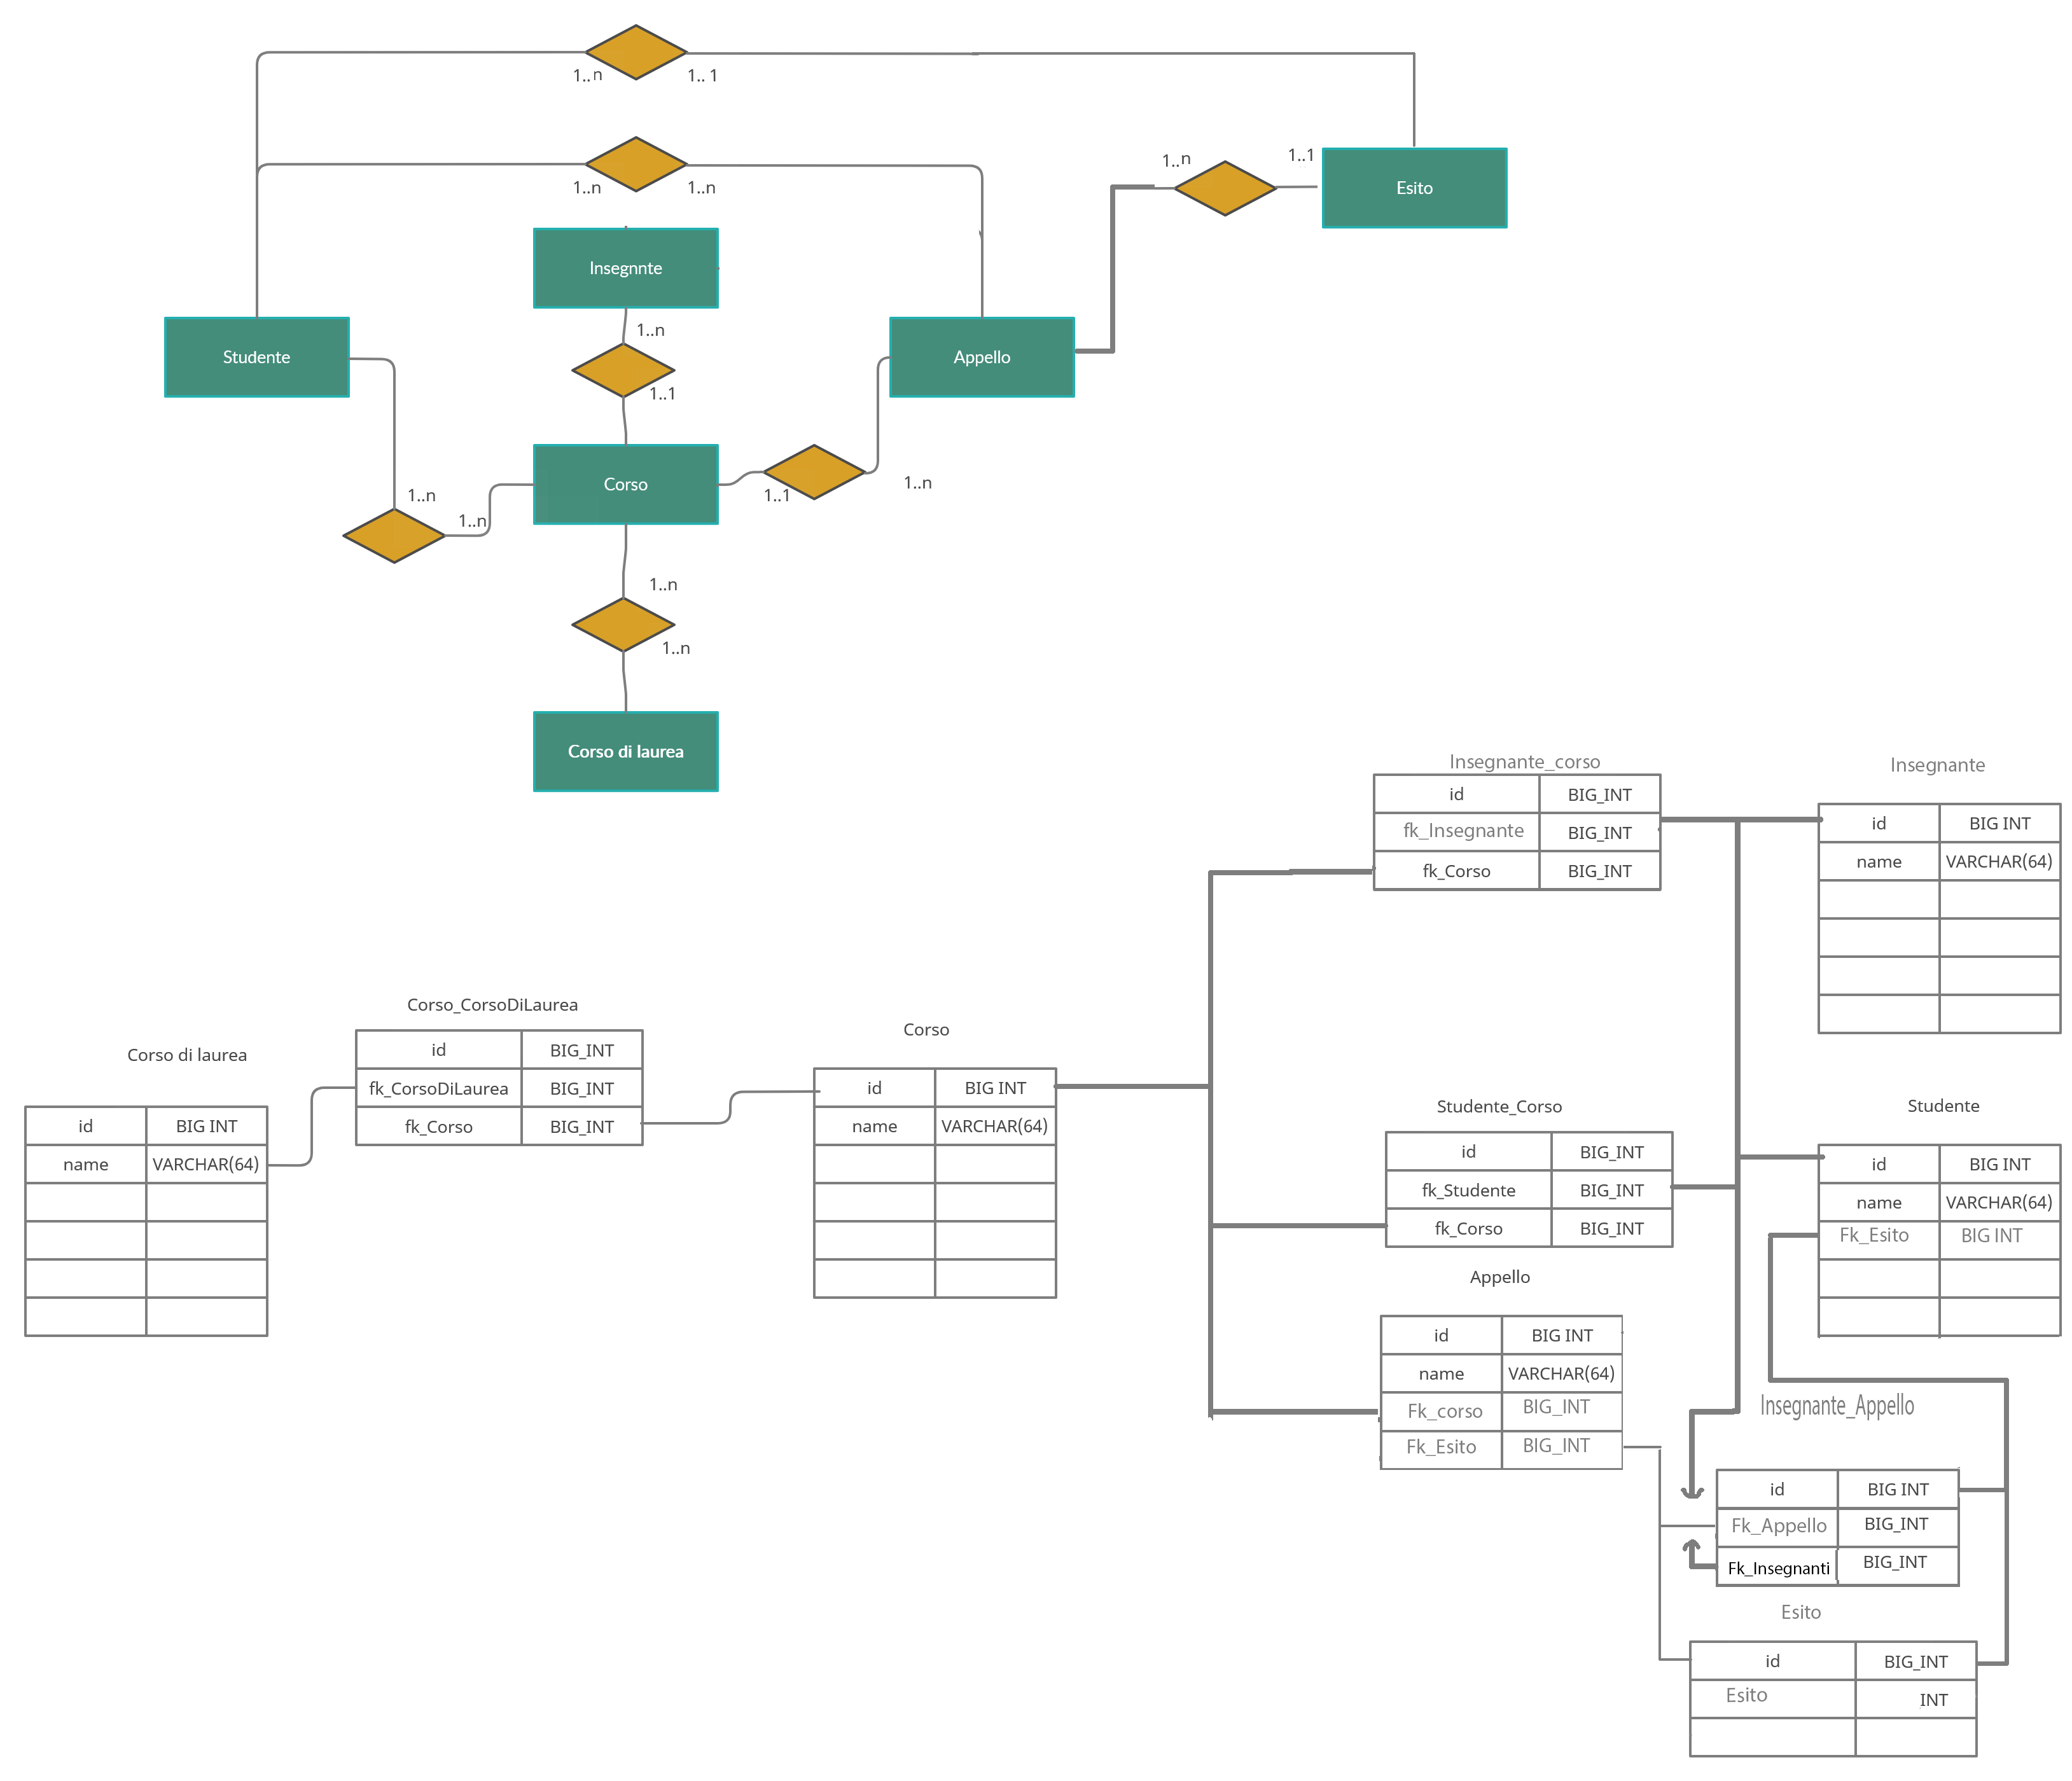 1..n
1.. 1
1..n
1..n
1..n
1..1
Esito
Insegnnte
1..n
Studente
Appello
1..1
Corso
1..n
1..n
1..1
1..n
1..n
1..n
Corso di laurea
Insegnante_corso
id BIG_INT
fk_Insegnante BIG_INT
fk_Corso BIG_INT
Insegnante
id BIG INT
name VARCHAR(64)
Corso_CorsoDiLaurea
id BIG_INT
fk_CorsoDiLaurea BIG_INT
fk_Corso BIG_INT
Corso di laurea
id BIG INT
name VARCHAR(64)
Corso
id BIG INT
name VARCHAR(64)
Studente_Corso
id BIG_INT
fk_Studente BIG_INT
fk_Corso BIG_INT
Studente
id BIG INT
name VARCHAR(64)
Fk_Esito BIG INT
Appello
id BIG INT
name VARCHAR(64)
Fk_corso BIG_INT
Fk_Esito BIG_INT
Insegnante_Appello
id BIG INT
Fk_Appello BIG_INT
Fk_Insegnanti BIG_INT
Esito
id BIG_INT
Esito INT